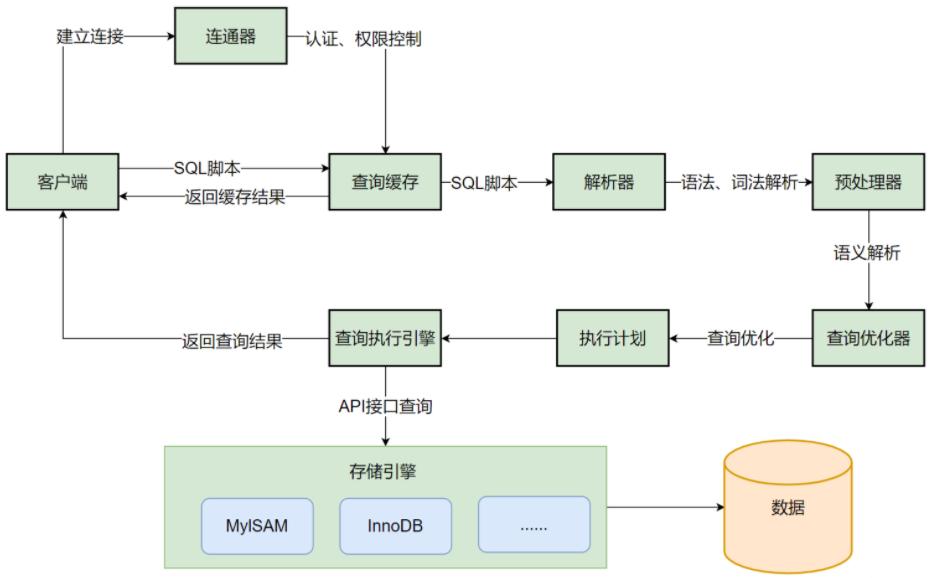 建立连接
连通器
认证、权限控制
客户端
SQL脚本
返回缓存结果
查询缓存
SQL脚本
解析器
语法、词法解析
预处理器
语义解析
返回查询结果
查询执行引擎
执行计划
查询优化
查询优化器
API接口查询
存储引擎
MyISAM
InnoDB
......
数据